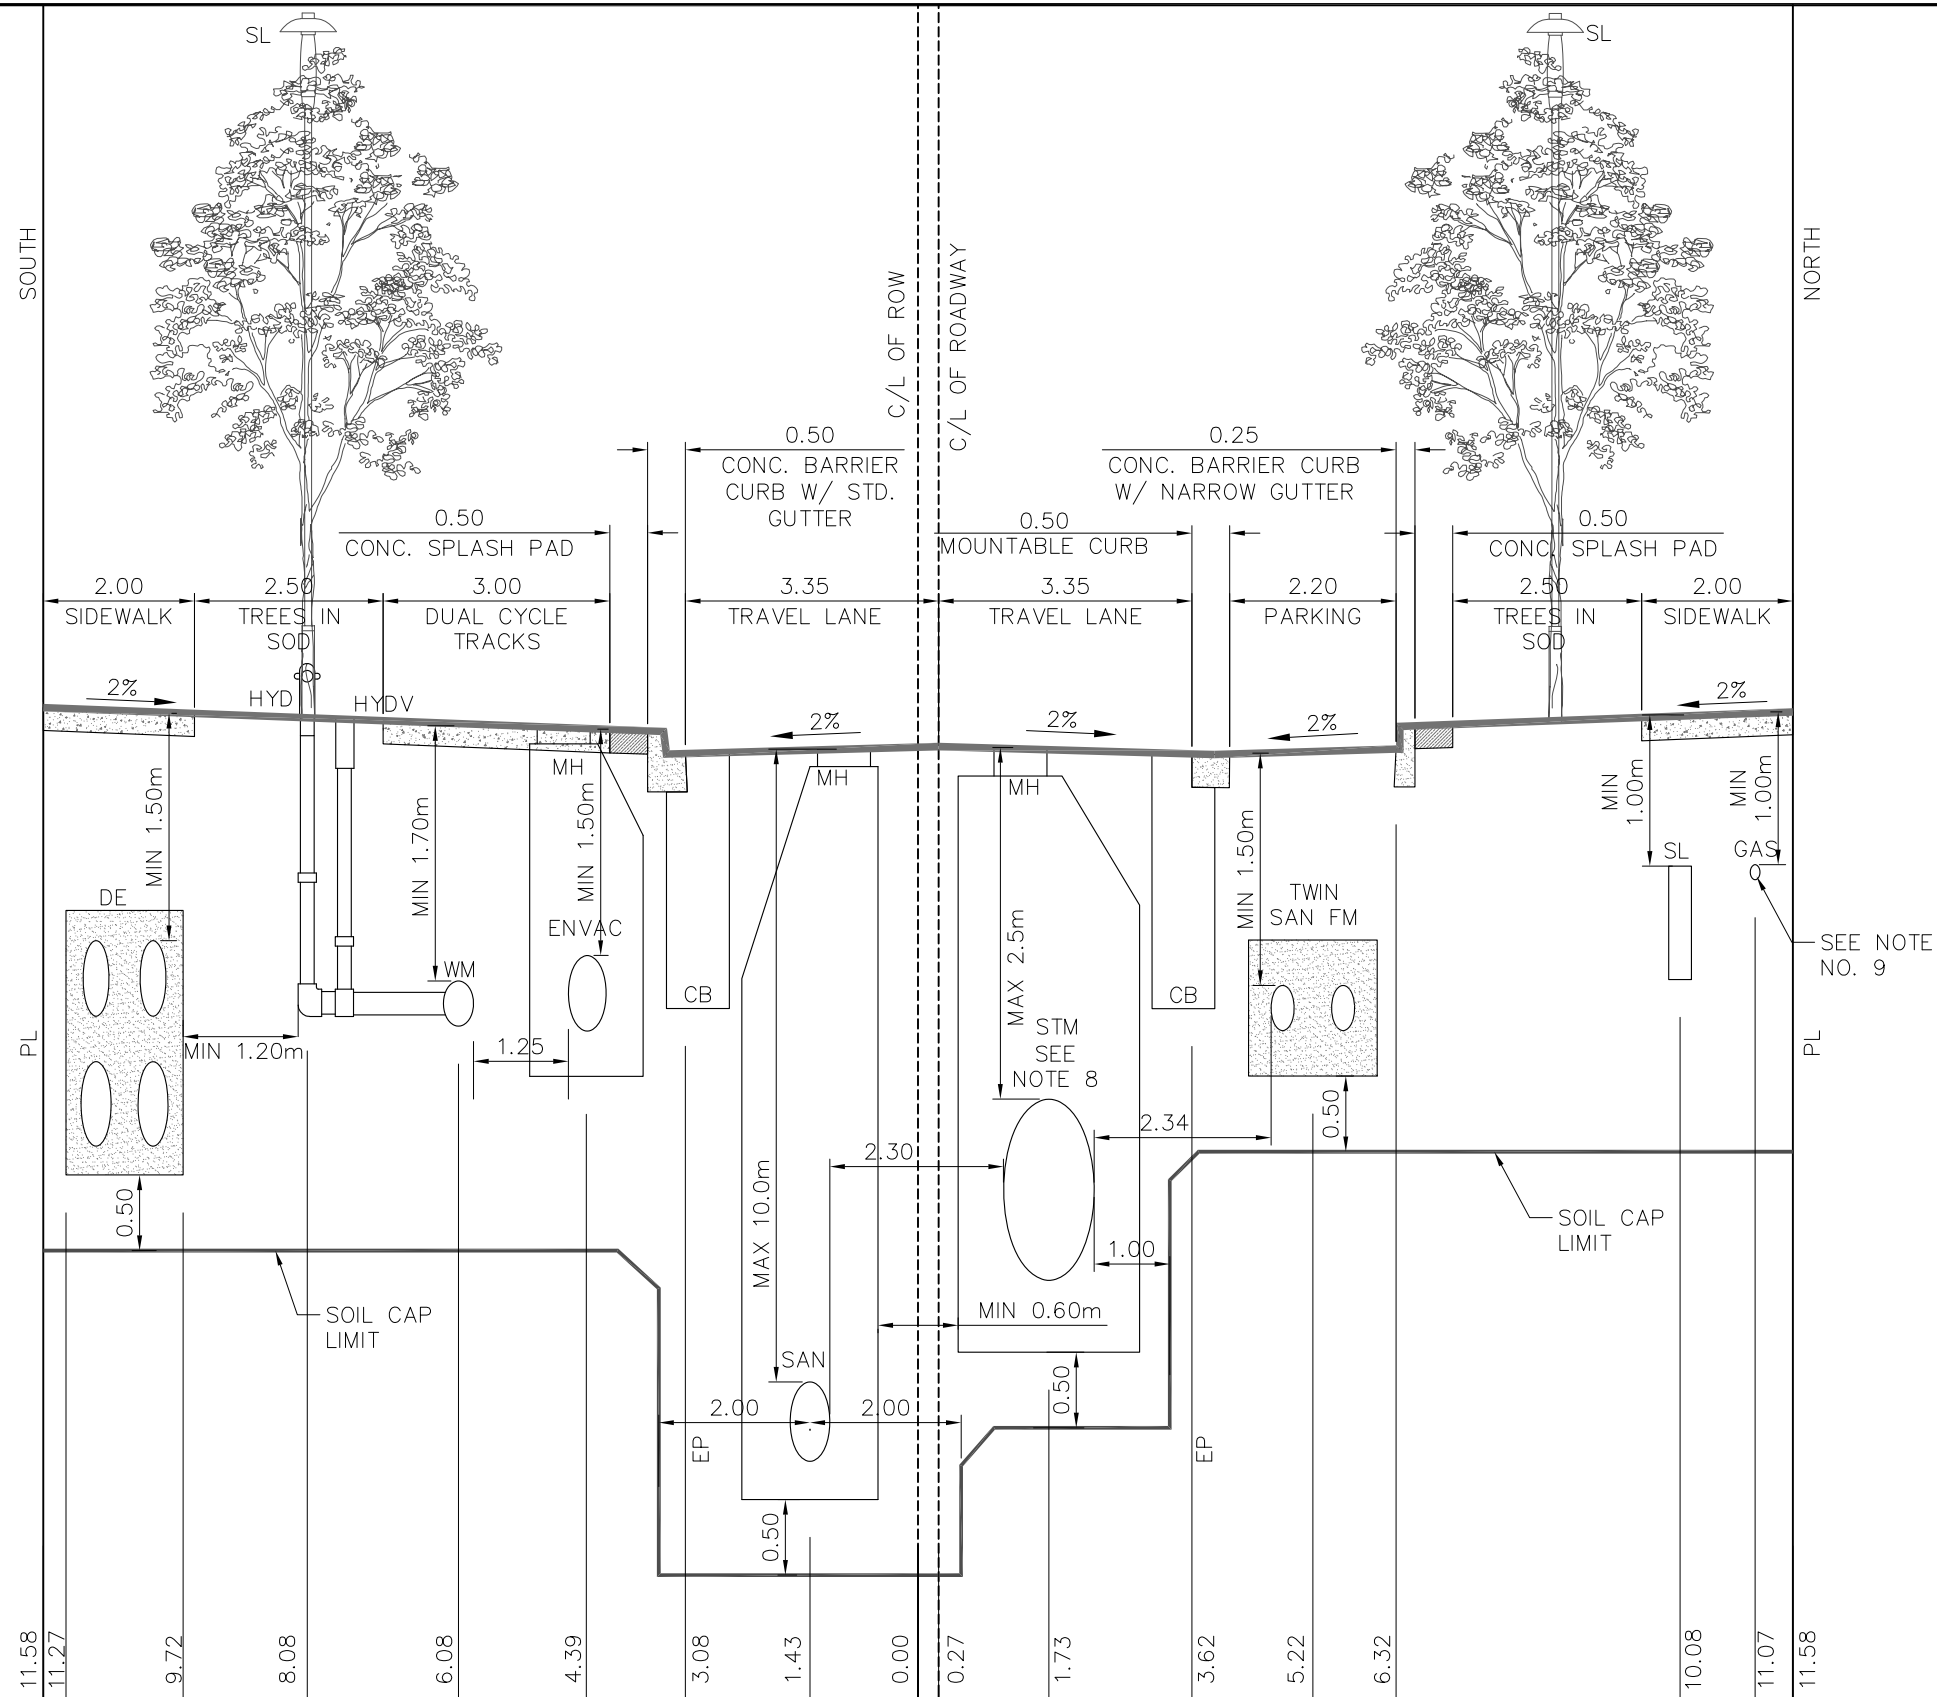 SL
SL
SOUTH
C/L OF ROW
C/L OF ROADWAY
NORTH
0.50
CONC. BARRIER
CURB W/ STD.
GUTTER
0.25
CONC. BARRIER CURB
W/ NARROW GUTTER
0.50
CONC. SPLASH PAD
0.50
MOUNTABLE CURB
0.50
CONC. SPLASH PAD
2.00
SIDEWALK
2.50
TREES IN
SOD
3.00
DUAL CYCLE
TRACKS
3.35
TRAVEL LANE
3.35
TRAVEL LANE
2.20
PARKING
2.50
TREES IN
SOD
2.00
SIDEWALK
2%
HYD
HYDV
2%
2%
2%
2%
MH
MH
MH
MIN 1.50m
MIN 1.70m
MIN 1.50m
MIN 1.50m
MIN
1.00m
MIN
1.00m
DE
ENVAC
WM
CB
CB
MAX 2.5m
STM
SEE
NOTE 8
TWIN
SAN FM
SL
GAS
SEE NOTE
NO. 9
PL
MIN 1.20m
1.25
PL
0.50
2.30
2.34
0.50
MAX 10.0m
1.00
SOIL CAP
LIMIT
SOIL CAP
LIMIT
MIN 0.60m
SAN
0.50
2.00
2.00
EP
EP
0.50
11.58
11.27
9.72
8.08
6.08
4.39
3.08
1.43
0.00
0.27
1.73
3.62
5.22
6.32
10.08
11.07
11.58